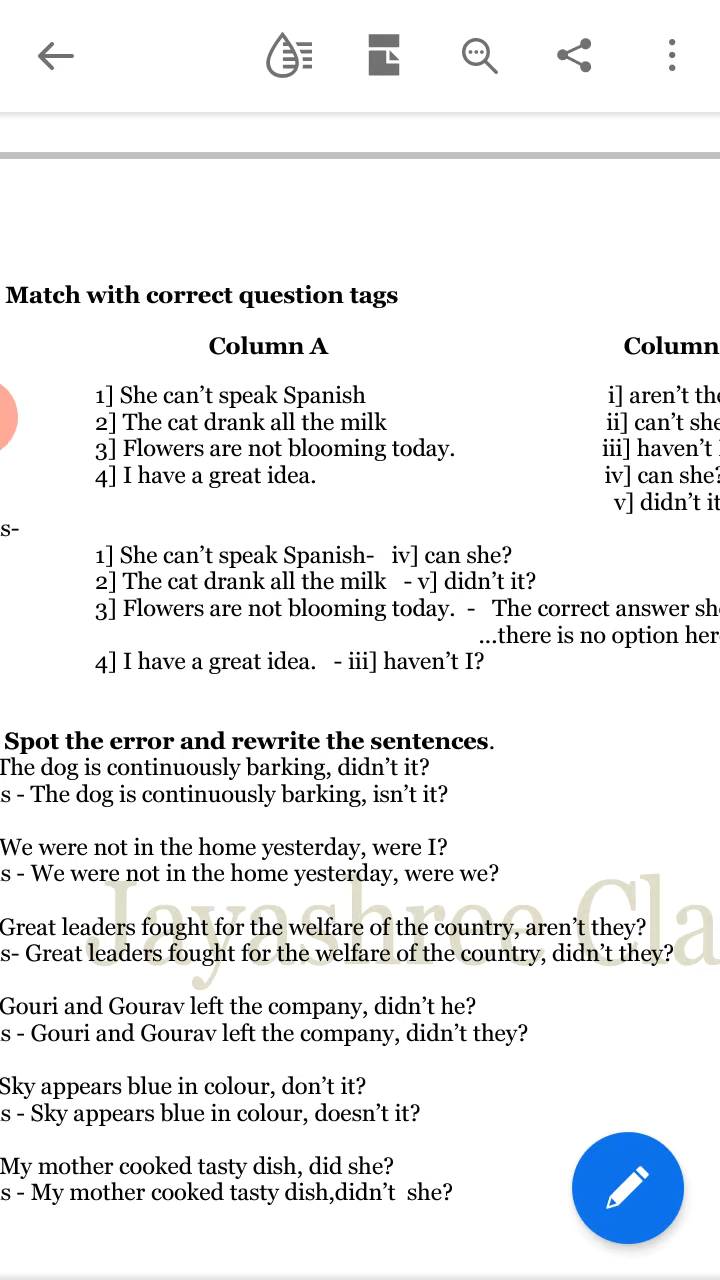 Match with correct question tags
Column A Column
1] She can't speak Spanish i] aren't the
2] The cat drank all the milk ii] can't she
3] Flowers are not blooming today. iii] haven't
4] I have a great idea. iv] can she?
v] didn't it
s-
1] She can't speak Spanish- iv] can she?
2] The cat drank all the milk - v] didn't it?
3] Flowers are not blooming today. - The correct answer sh
...there is no option her
4] I have a great idea. - iii] haven't I?
Spot the error and rewrite the sentences.
The dog is continuously barking, didn't it?
s - The dog is continuously barking, isn't it?
We were not in the home yesterday, were I?
s - We were not in the home yesterday, were we?
Jayashree Cla
Great leaders fought for the welfare of the country, aren't they?
s- Great leaders fought for the welfare of the country, didn't they?
Gouri and Gourav left the company, didn't he?
s - Gouri and Gourav left the company, didn't they?
Sky appears blue in colour, don't it?
s - Sky appears blue in colour, doesn't it?
My mother cooked tasty dish, did she?
s - My mother cooked tasty dish,didn't she?